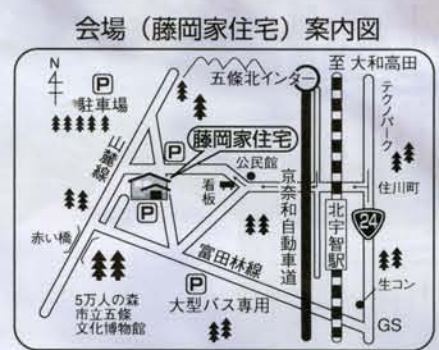 会場（藤岡家住宅）案内図
N
P
駐車場
山麓線
五條北インター
至 大和高田
テクノパーク
藤岡家住宅
P
公民館
看板
京奈和自動車道
住川町
北宇智駅
24
P
赤い橋
富田林線
P
大型バス専用
生コン
GS
5万人の森
市立五條
文化博物館